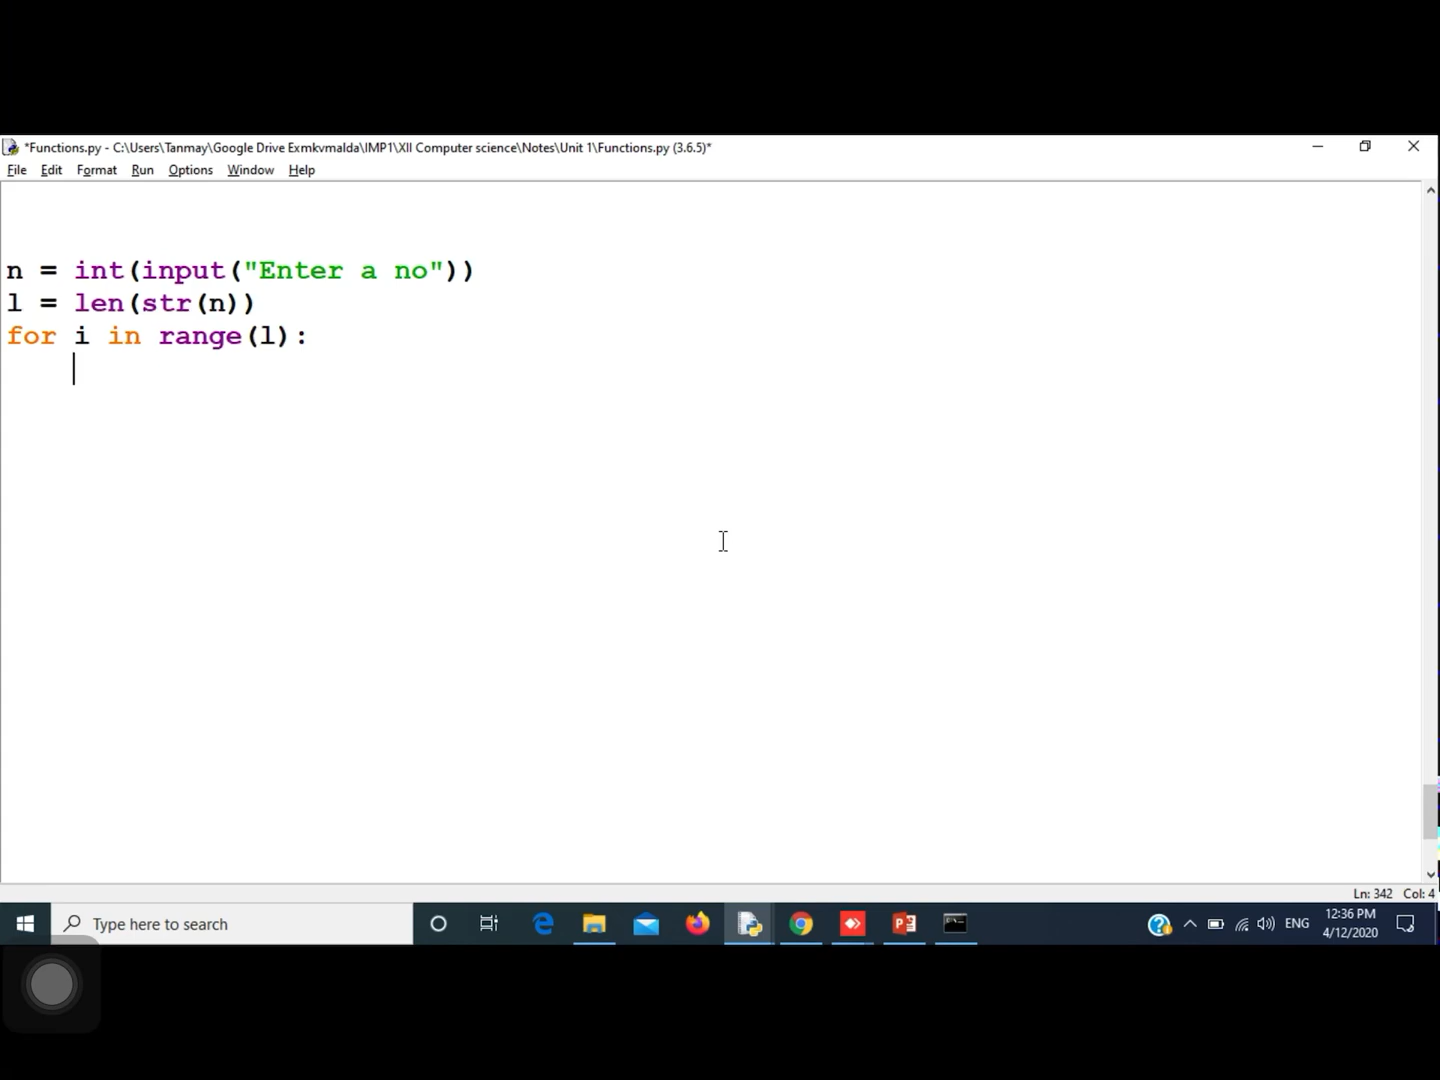 *Functions.py - C:\Users\Tanmay\Google Drive Exmkvmalda\IMP1\XII Computer science\Notes\Unit 1\Functions.py (3.6.5)*
File Edit Format Run Options Window Help
n = int(input("Enter a no"))
l = len(str(n))
for i in range(l):
Ln: 342 Col: 4
Type here to search
ENG
12:36 PM
4/12/2020